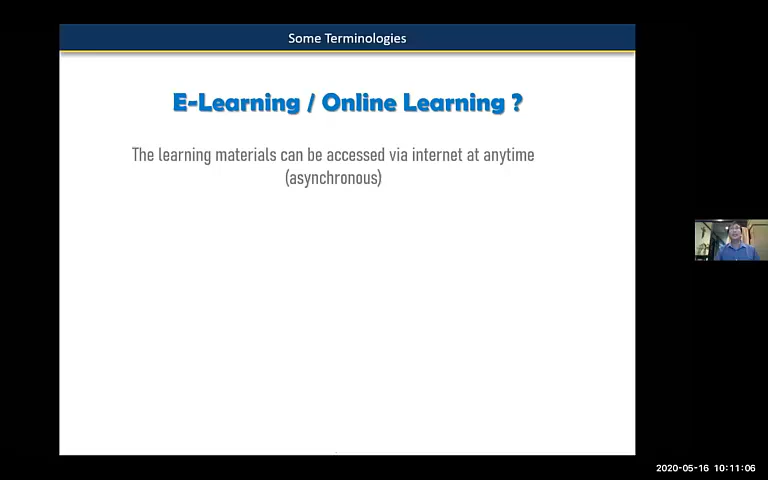 Some Terminologies
E-Learning / Online Learning ?
The learning materials can be accessed via internet at anytime
(asynchronous)
2020-05-16 10:11:06